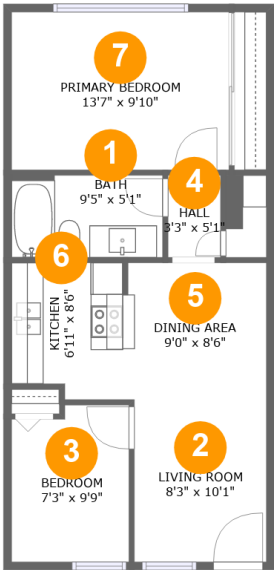 7
PRIMARY BEDROOM
13'7" x 9'10"
1
BATH
9'5" x 5'1"
4
HALL
3'3" x 5'1"
6
KITCHEN
6'11" x 8'6"
5
DINING AREA
9'0" x 8'6"
3
BEDROOM
7'3" x 9'9"
2
LIVING ROOM
8'3" x 10'1"